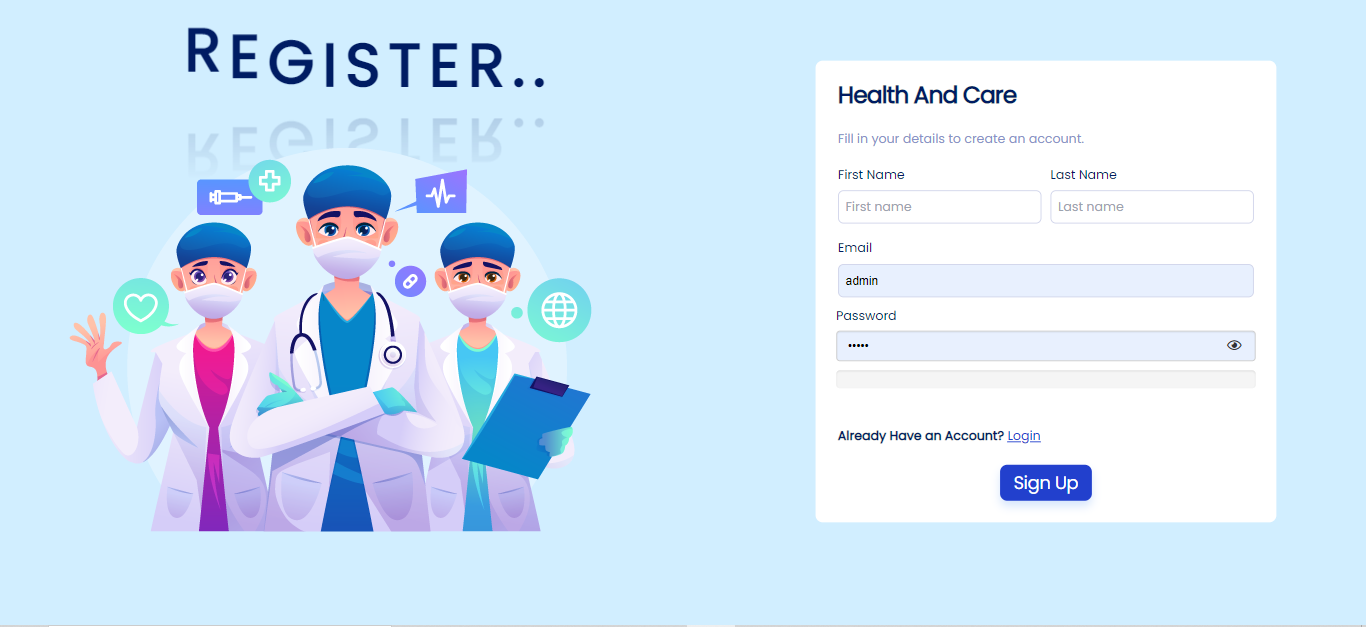 REGISTER..
Health And Care
Fill in your details to create an account.
First Name Last Name
First name Last name
Email
admin
Password
•••••
Already Have an Account? Login
Sign Up